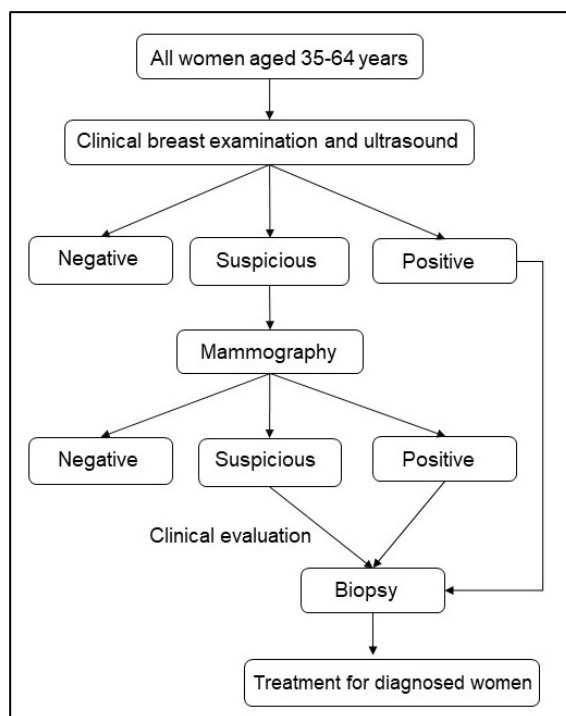 All women aged 35-64 years
Clinical breast examination and ultrasound
Negative
Suspicious
Positive
Mammography
Negative
Suspicious
Positive
Clinical evaluation
Biopsy
Treatment for diagnosed women